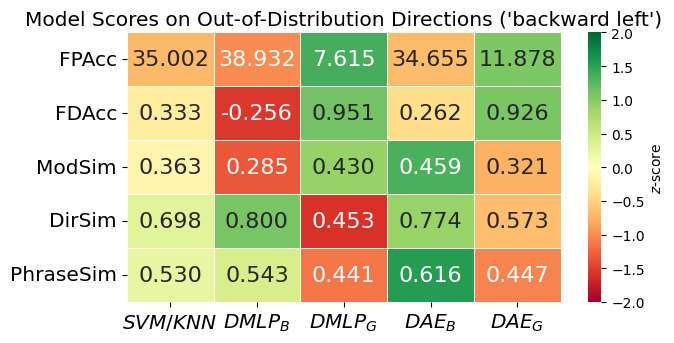 Model Scores on Out-of-Distribution Directions ('backward left')
FPAcc 35.002 38.932 7.615 34.655 11.878
FDAcc 0.333 -0.256 0.951 0.262 0.926
ModSim 0.363 0.285 0.430 0.459 0.321
DirSim 0.698 0.800 0.453 0.774 0.573
PhraseSim 0.530 0.543 0.441 0.616 0.447
SVM/KNN DMLP_B DMLP_G DAE_B DAE_G
2.0
1.5
1.0
0.5
0.0
−0.5
−1.0
−1.5
−2.0
z-score